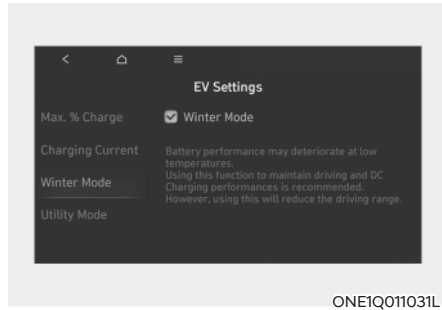 EV Settings
Max. % Charge
Winter Mode
Charging Current
Battery performance may deteriorate at low
temperatures.
Using this function to maintain driving and DC
Winter Mode
Charging performances is recommended.
However, using this will reduce the driving range.
Utility Mode
ONE1Q011031L